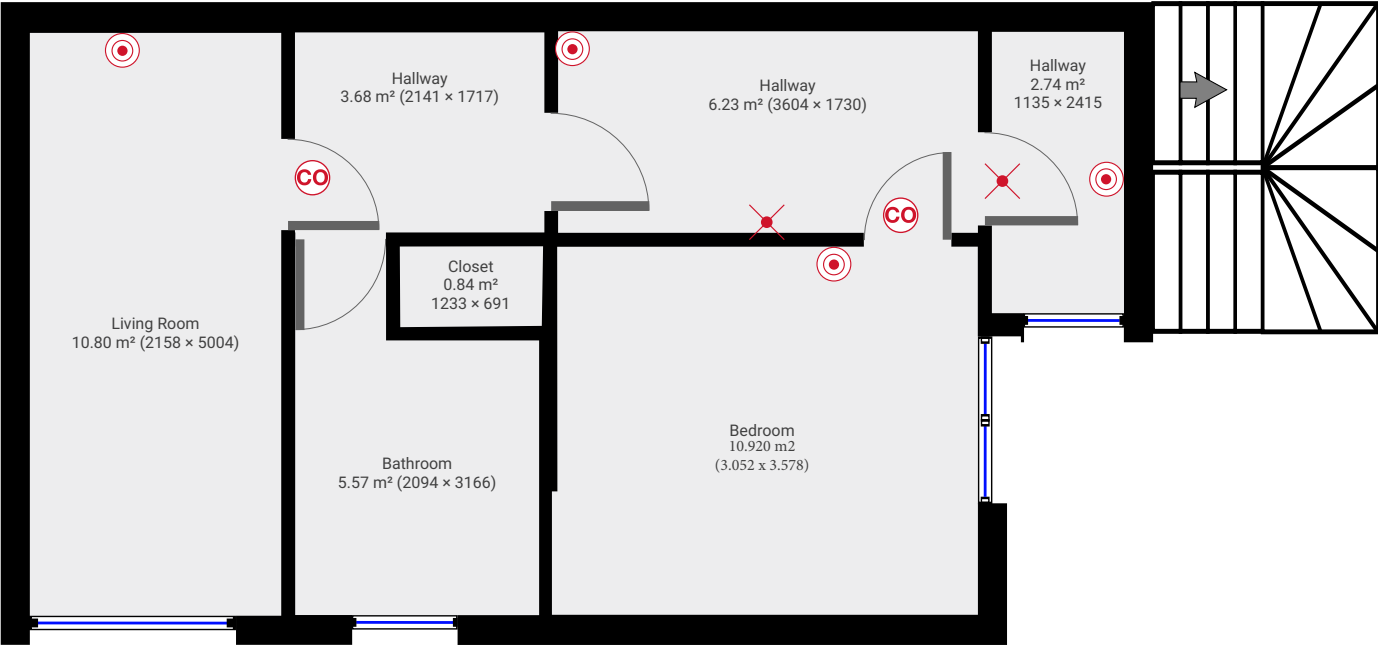 Hallway
3.68 m² (2141 × 1717)
Hallway
6.23 m² (3604 × 1730)
Hallway
2.74 m²
1135 × 2415
CO
CO
Closet
0.84 m²
1233 × 691
Living Room
10.80 m² (2158 × 5004)
Bedroom
10.920 m2
(3.052 x 3.578)
Bathroom
5.57 m² (2094 × 3166)